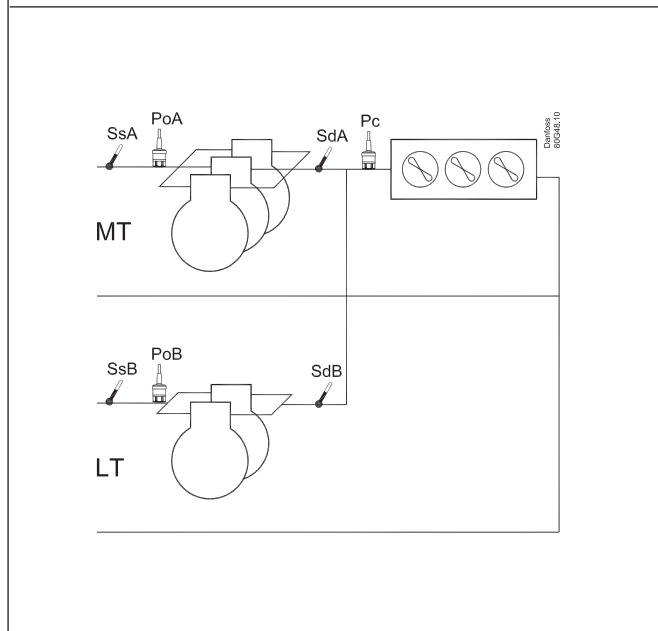 SsA
PoA
SdA
Pc
Danfoss
80G48.10
MT
SsB
PoB
SdB
LT